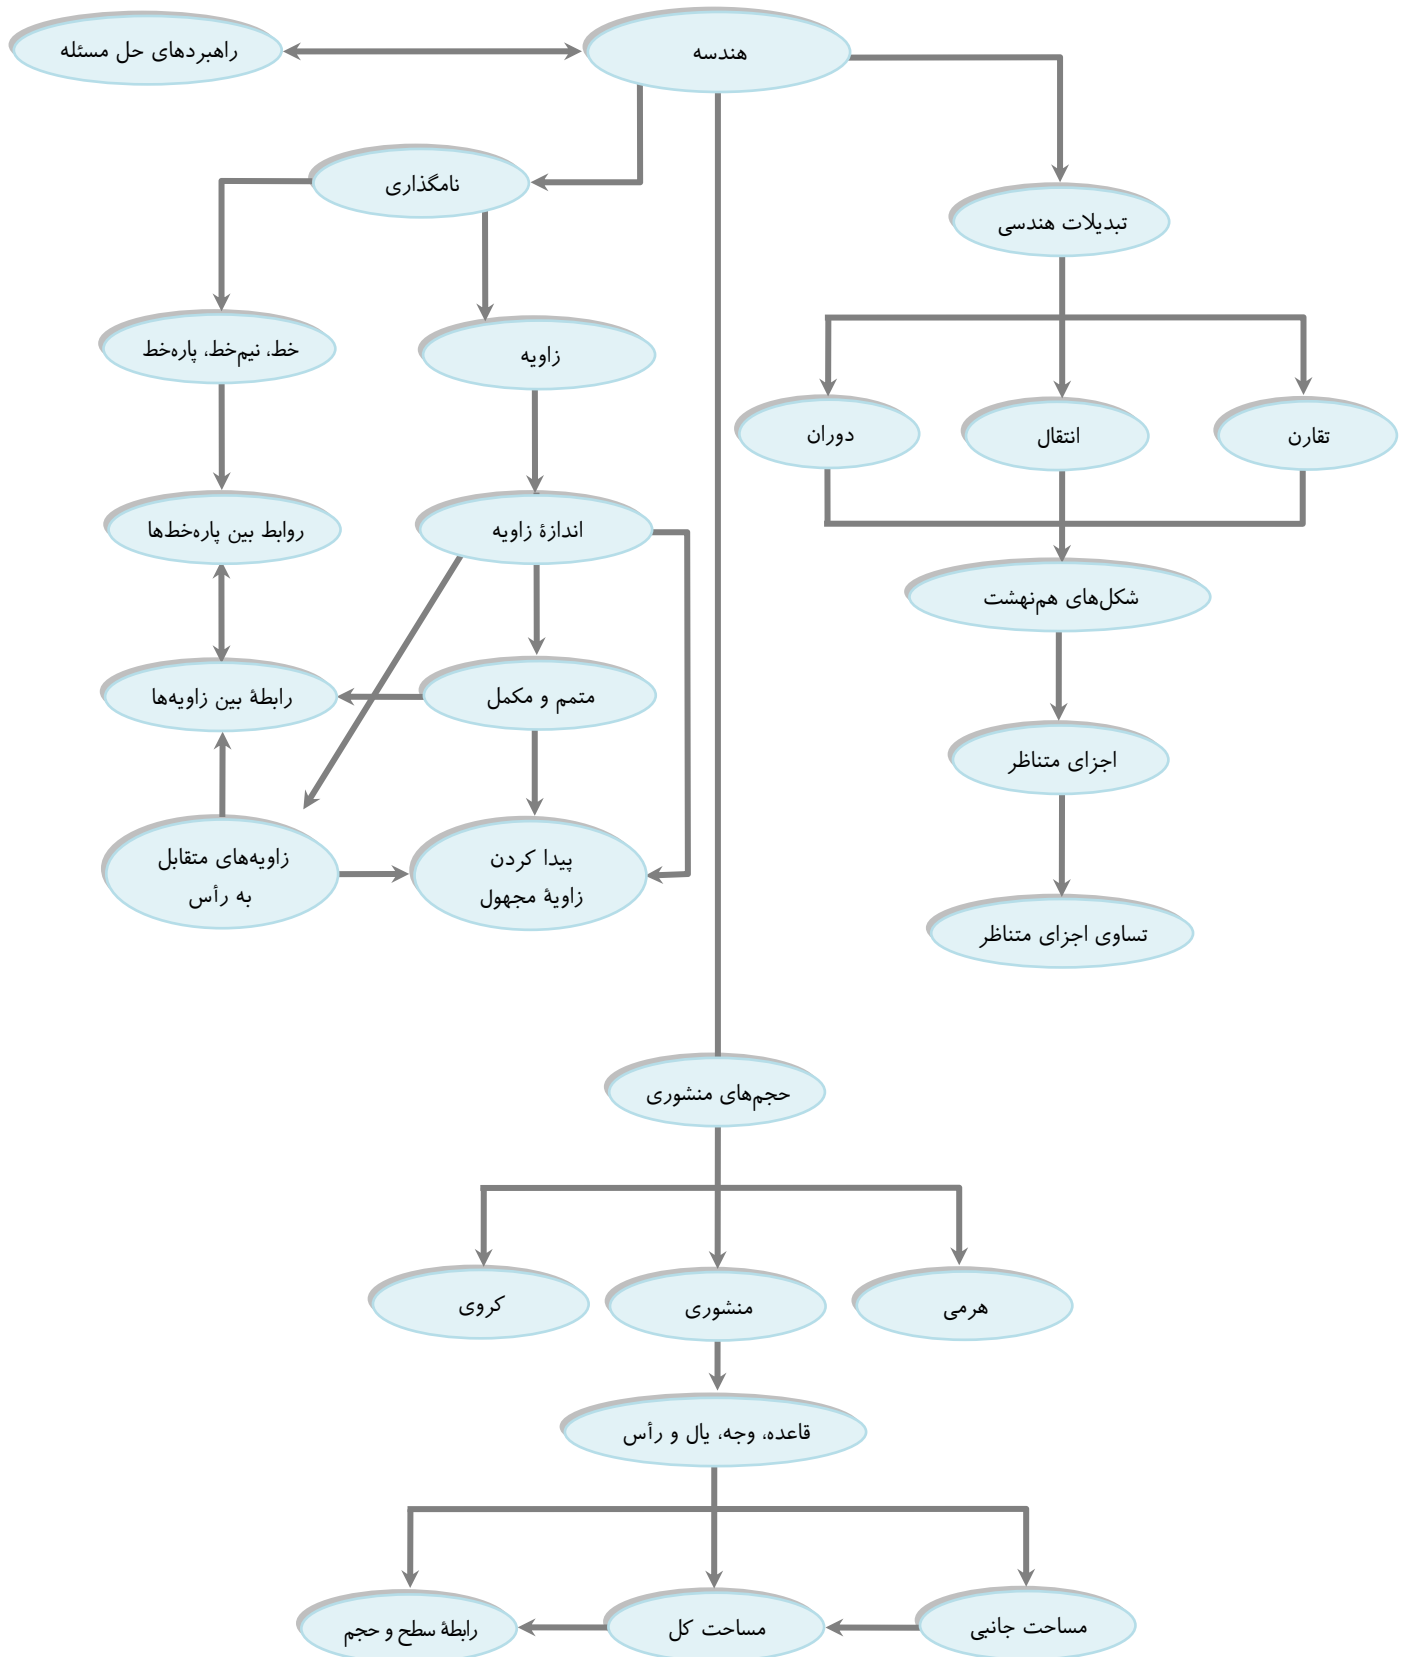 هندسه
راهبردهای حل مسئله
نامگذاری
تبدیلات هندسی
خط، نیم‌خط، پاره‌خط
زاویه
دوران
انتقال
تقارن
روابط بین پاره‌خط‌ها
اندازهٔ زاویه
شکل‌های هم‌نهشت
رابطهٔ بین زاویه‌ها
متمم و مکمل
اجزای متناظر
زاویه‌های متقابل
به رأس
پیدا کردن
زاویهٔ مجهول
تساوی اجزای متناظر
حجم‌های منشوری
هرمی
منشوری
کروی
قاعده، وجه، یال و رأس
مساحت جانبی
مساحت کل
رابطهٔ سطح و حجم